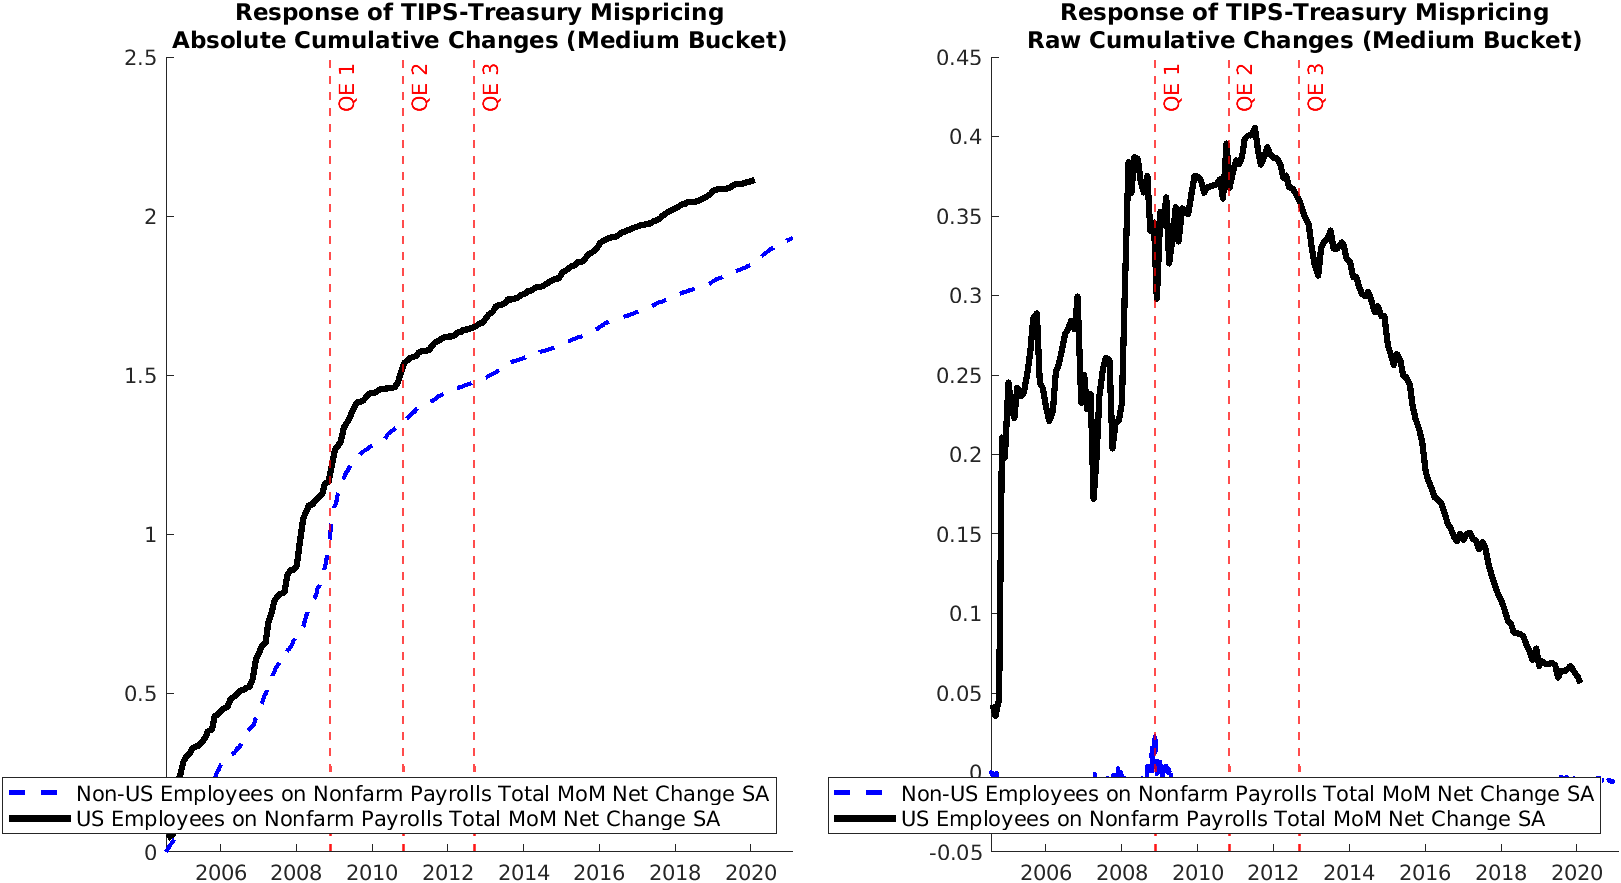 Response of TIPS-Treasury Mispricing
Absolute Cumulative Changes (Medium Bucket)
2.5
2
1.5
1
0.5
0
QE 1
QE 2
QE 3
Non-US Employees on Nonfarm Payrolls Total MoM Net Change SA
US Employees on Nonfarm Payrolls Total MoM Net Change SA
2006 2008 2010 2012 2014 2016 2018 2020
Response of TIPS-Treasury Mispricing
Raw Cumulative Changes (Medium Bucket)
0.45
0.4
0.35
0.3
0.25
0.2
0.15
0.1
0.05
0
-0.05
QE 1
QE 2
QE 3
Non-US Employees on Nonfarm Payrolls Total MoM Net Change SA
US Employees on Nonfarm Payrolls Total MoM Net Change SA
2006 2008 2010 2012 2014 2016 2018 2020